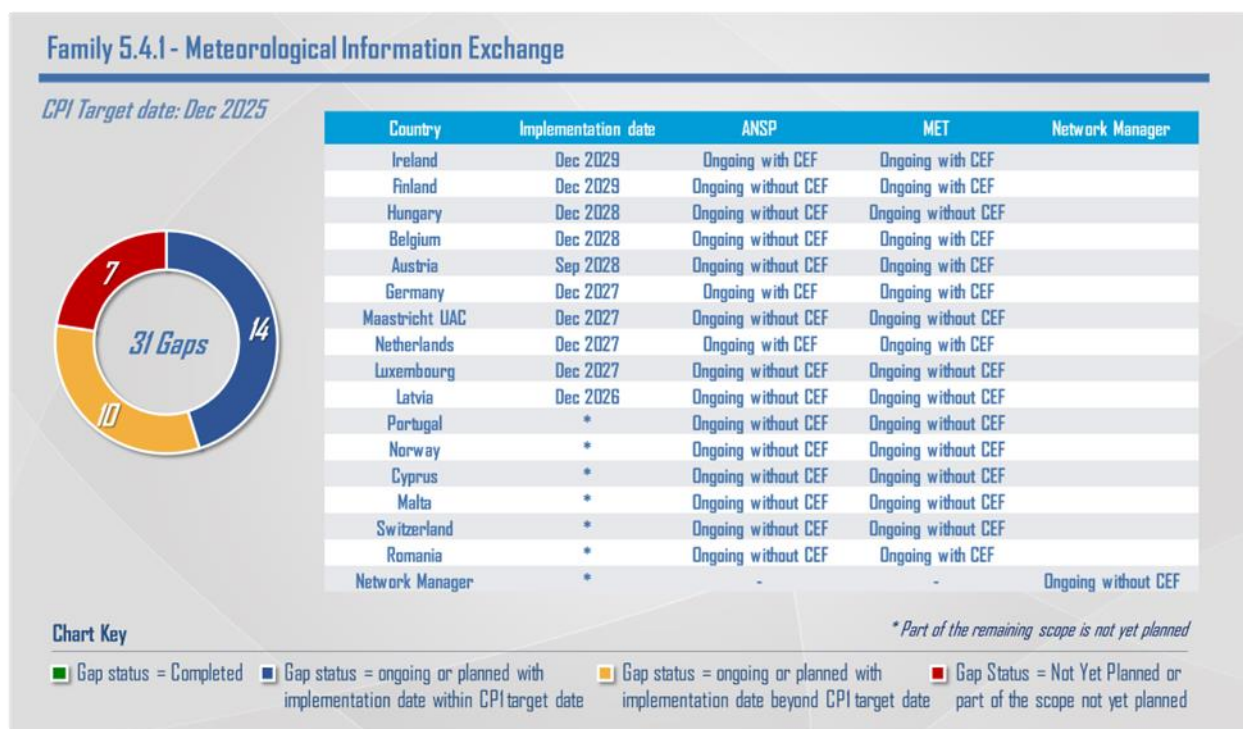 Family 5.4.1 - Meteorological Information Exchange
CPI Target date: Dec 2025
Country Implementation date ANSP MET Network Manager
Ireland Dec 2029 Ongoing with CEF Ongoing with CEF
Finland Dec 2029 Ongoing without CEF Ongoing with CEF
Hungary Dec 2028 Ongoing without CEF Ongoing without CEF
Belgium Dec 2028 Ongoing without CEF Ongoing with CEF
Austria Sep 2028 Ongoing without CEF Ongoing with CEF
Germany Dec 2027 Ongoing with CEF Ongoing with CEF
Maastricht UAC Dec 2027 Ongoing without CEF Ongoing without CEF
Netherlands Dec 2027 Ongoing with CEF Ongoing with CEF
Luxembourg Dec 2027 Ongoing without CEF Ongoing without CEF
Latvia Dec 2026 Ongoing without CEF Ongoing without CEF
Portugal * Ongoing without CEF Ongoing without CEF
Norway * Ongoing without CEF Ongoing without CEF
Cyprus * Ongoing without CEF Ongoing without CEF
Malta * Ongoing without CEF Ongoing without CEF
Switzerland * Ongoing without CEF Ongoing without CEF
Romania * Ongoing without CEF Ongoing with CEF
Network Manager * - - Ongoing without CEF
7
14
31 Gaps
10
* Part of the remaining scope is not yet planned
Chart Key
Gap status = Completed
Gap status = ongoing or planned with
implementation date within CPI target date
Gap status = ongoing or planned with
implementation date beyond CPI target date
Gap Status = Not Yet Planned or
part of the scope not yet planned